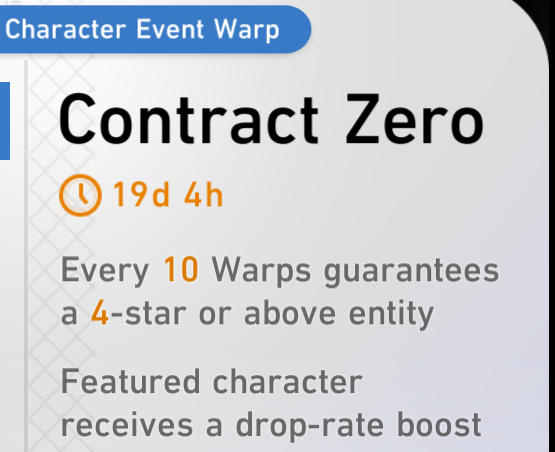 Character Event Warp
Contract Zero
19d 4h
Every 10 Warps guarantees
a 4-star or above entity
Featured character
receives a drop-rate boost